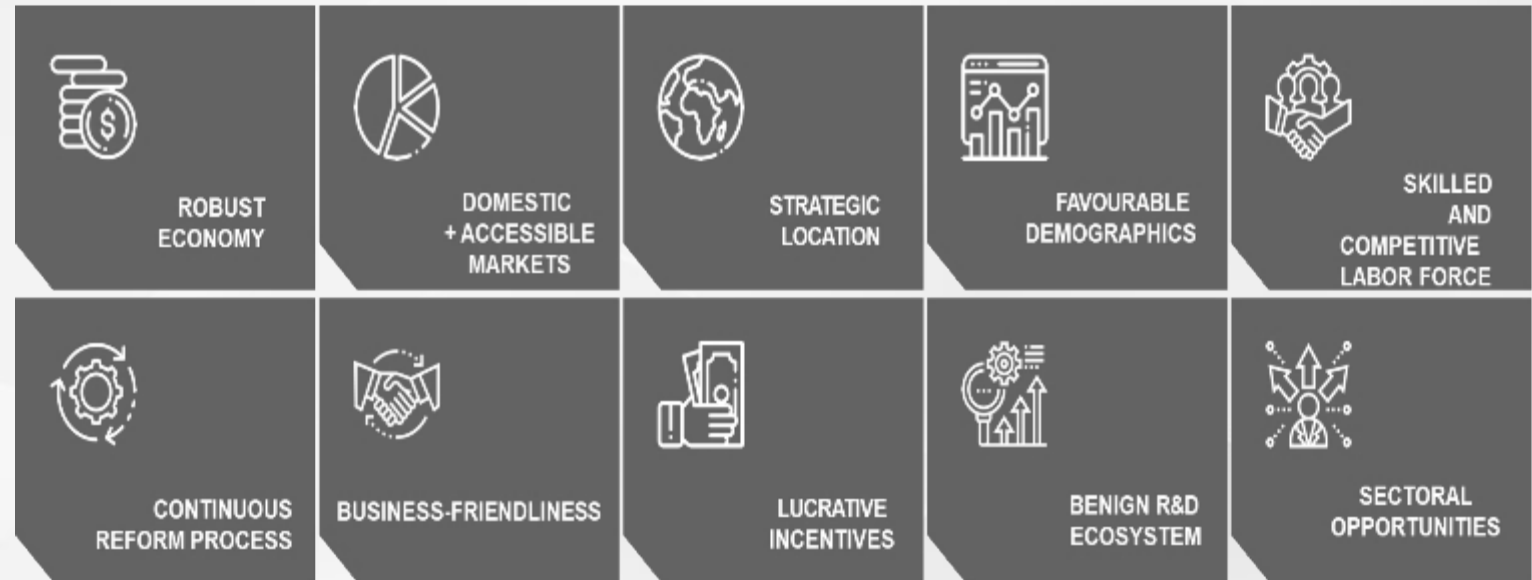 ROBUST
ECONOMY
DOMESTIC
+ ACCESSIBLE
MARKETS
STRATEGIC
LOCATION
FAVOURABLE
DEMOGRAPHICS
SKILLED
AND
COMPETITIVE
LABOR FORCE
CONTINUOUS
REFORM PROCESS
BUSINESS-FRIENDLINESS
LUCRATIVE
INCENTIVES
BENIGN R&D
ECOSYSTEM
SECTORAL
OPPORTUNITIES